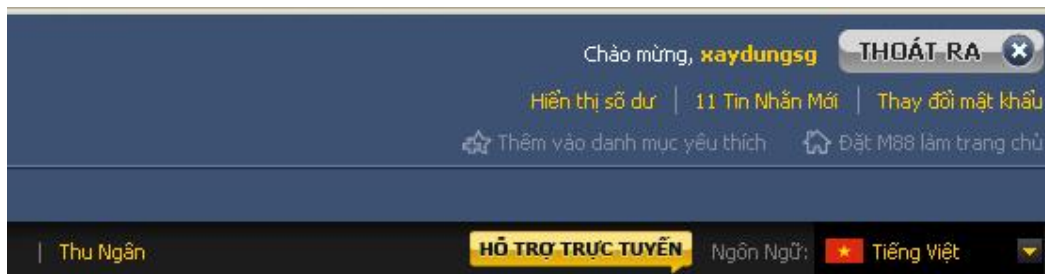 Chào mừng, xaydungsg THOÁT RA
Hiển thị số dư | 11 Tin Nhắn Mới | Thay đổi mật khẩu
Thêm vào danh mục yêu thích Đặt M88 làm trang chủ
| Thu Ngân HỖ TRỢ TRỰC TUYẾN Ngôn Ngữ: Tiếng Việt